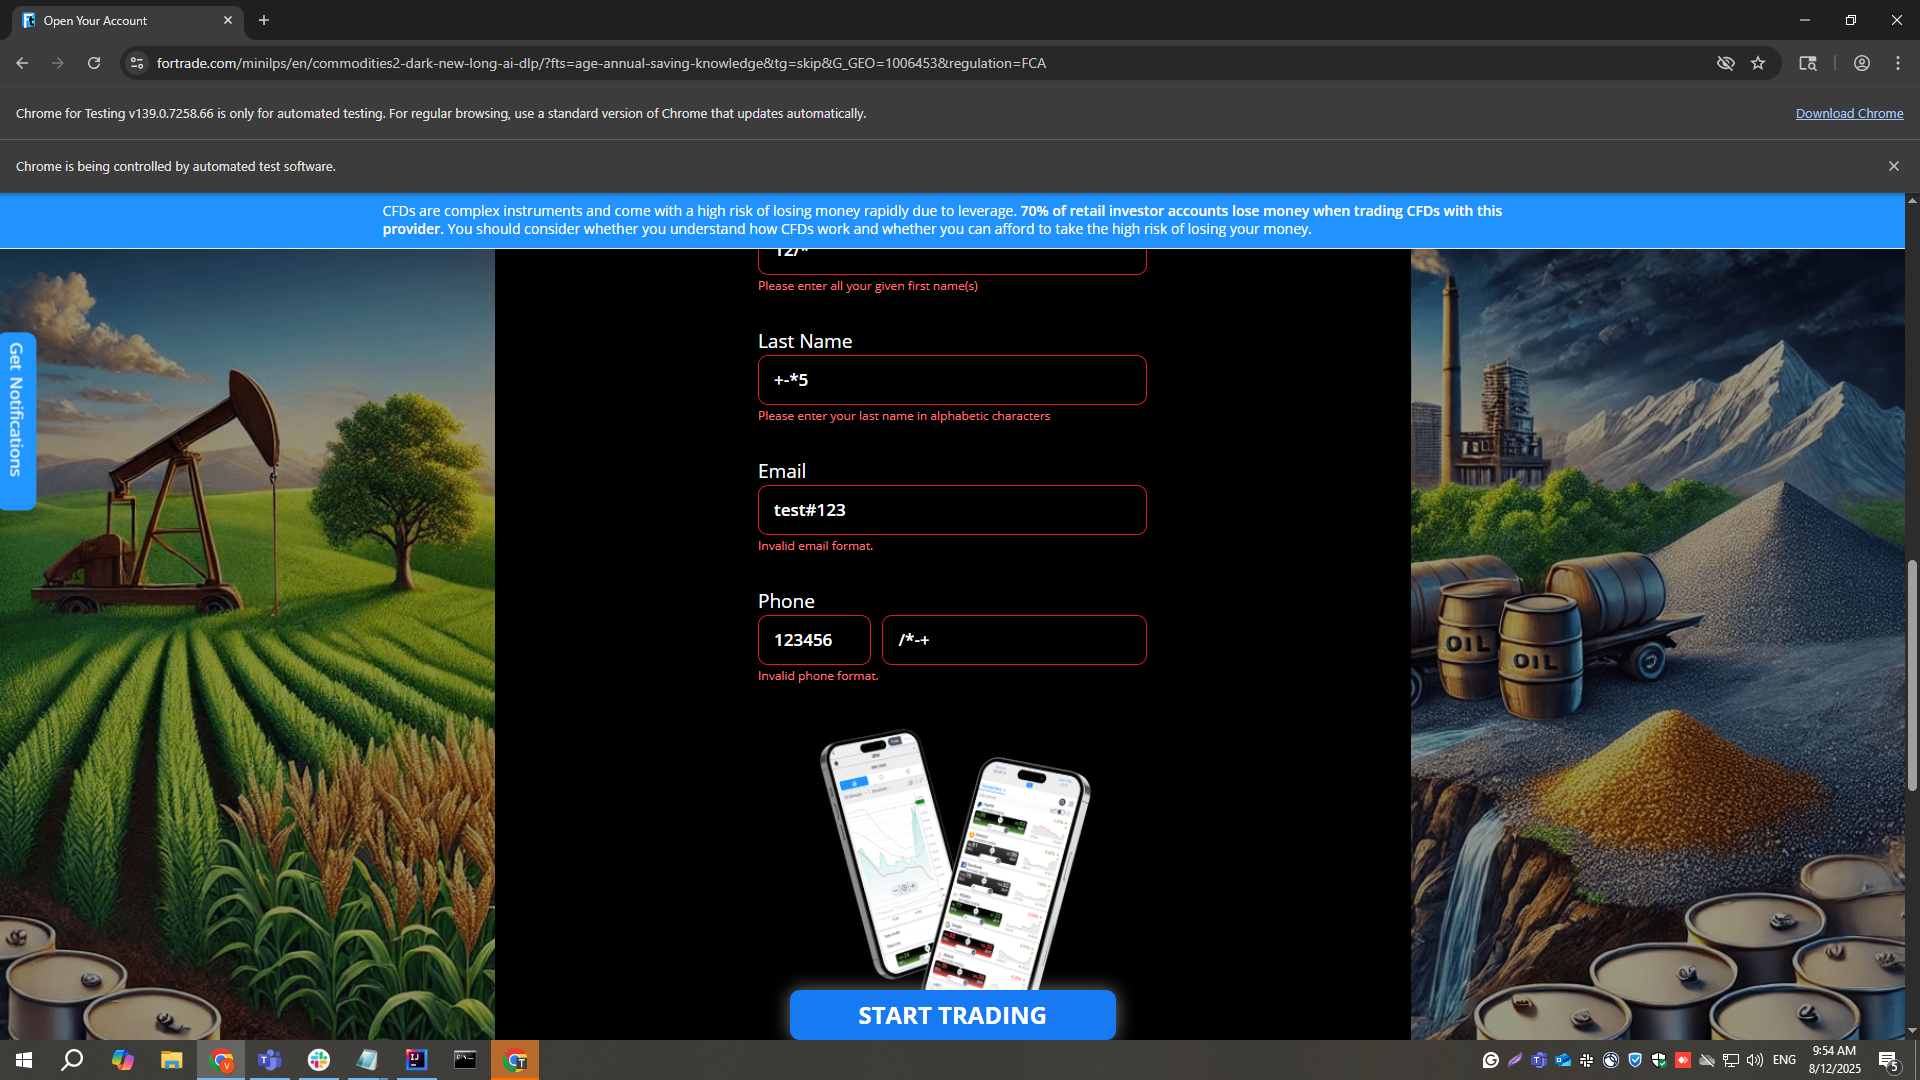 Open Your Account
fortrade.com/minilps/en/commodities2-dark-new-long-ai-dlp/?fts=age-annual-saving-knowledge&tg=skip&G_GEO=1006453&regulation=FCA
Chrome for Testing v139.0.7258.66 is only for automated testing. For regular browsing, use a standard version of Chrome that updates automatically.
Download Chrome
Chrome is being controlled by automated test software.
CFDs are complex instruments and come with a high risk of losing money rapidly due to leverage. 70% of retail investor accounts lose money when trading CFDs with this
provider. You should consider whether you understand how CFDs work and whether you can afford to take the high risk of losing your money.
12/*
Please enter all your given first name(s)
Get Notifications
Last Name
+-*5
Please enter your last name in alphabetic characters
Email
test#123
Invalid email format.
Phone
123456
/*-+
Invalid phone format.
OIL
OIL
START TRADING
ENG
9:54 AM
8/12/2025
5